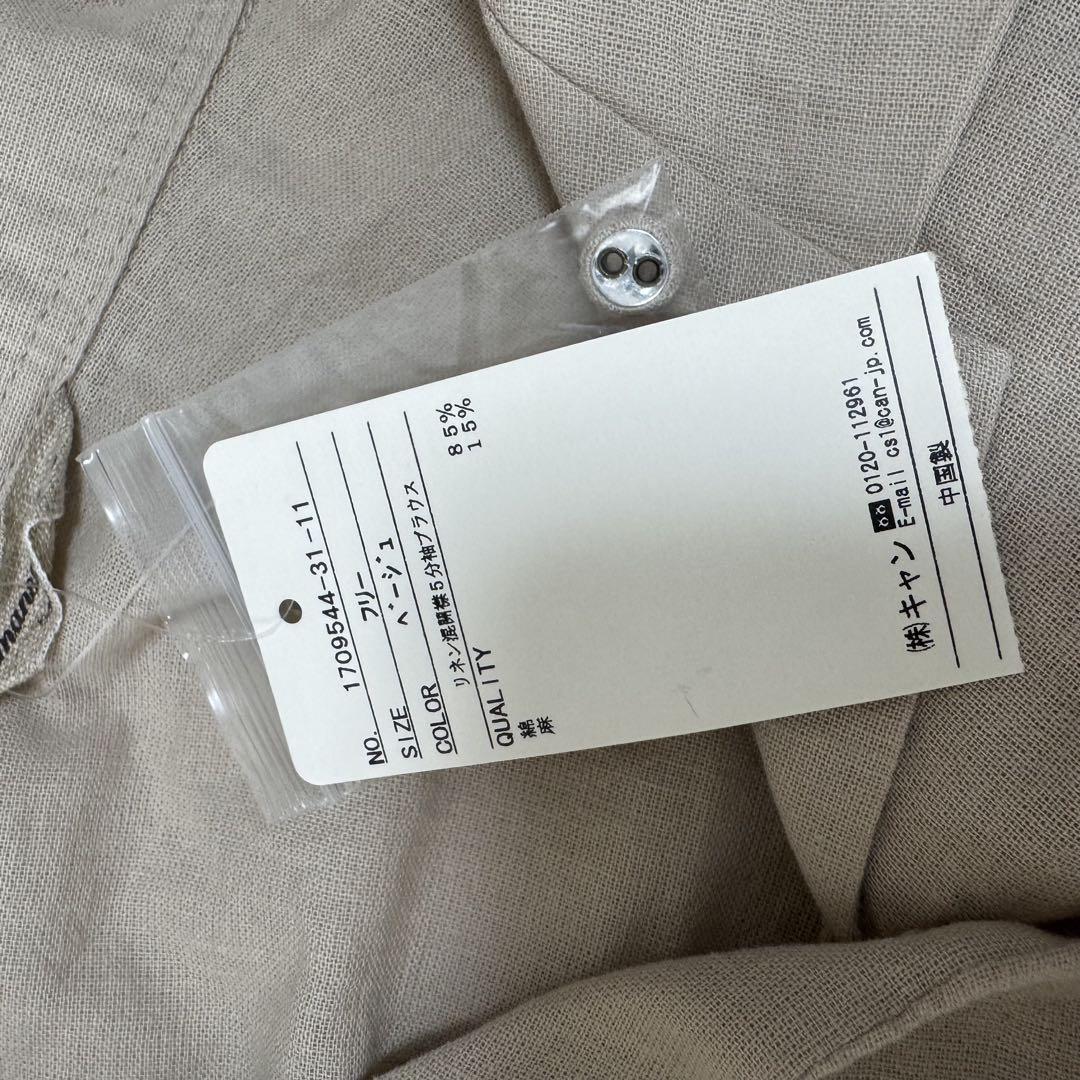 NO. 1709544-31-11
SIZE フリー
COLOR ベージュ
リネン混開襟5分袖ブラウス
QUALITY
綿 85%
麻 15%
(株)キャン 0120-112961
E-mail cs1@can-jp.com
中国製